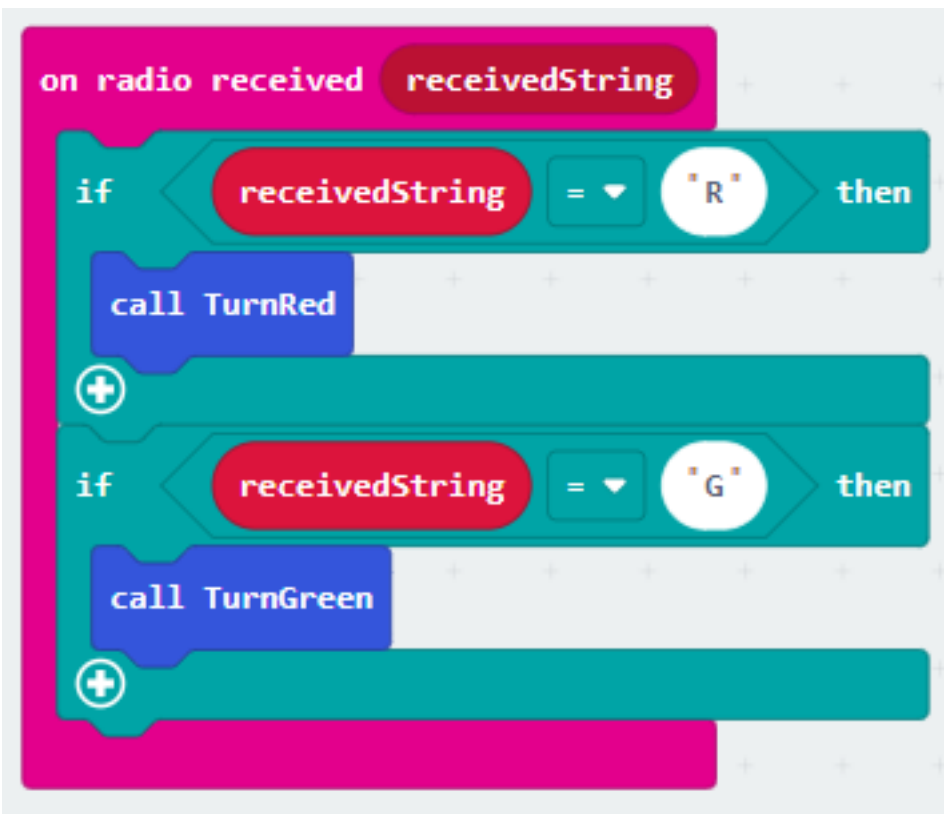 on radio received receivedString
if receivedString = "R" then
call TurnRed
if receivedString = "G" then
call TurnGreen